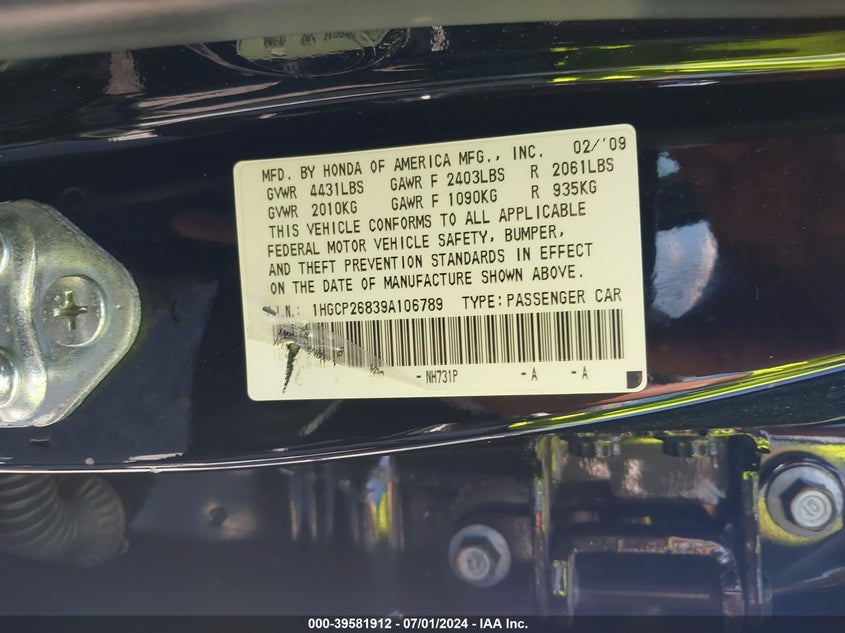 MFD. BY HONDA OF AMERICA MFG., INC. 02/'09
GVWR 4431LBS GAWR F 2403LBS R 2061LBS
GVWR 2010KG GAWR F 1090KG R 935KG
THIS VEHICLE CONFORMS TO ALL APPLICABLE
FEDERAL MOTOR VEHICLE SAFETY, BUMPER,
AND THEFT PREVENTION STANDARDS IN EFFECT
ON THE DATE OF MANUFACTURE SHOWN ABOVE.
.I.N.: 1HGCP26839A106789 TYPE: PASSENGER CAR
- NH731P - A - A
10
000-39581912 - 07/01/2024 - IAA Inc.